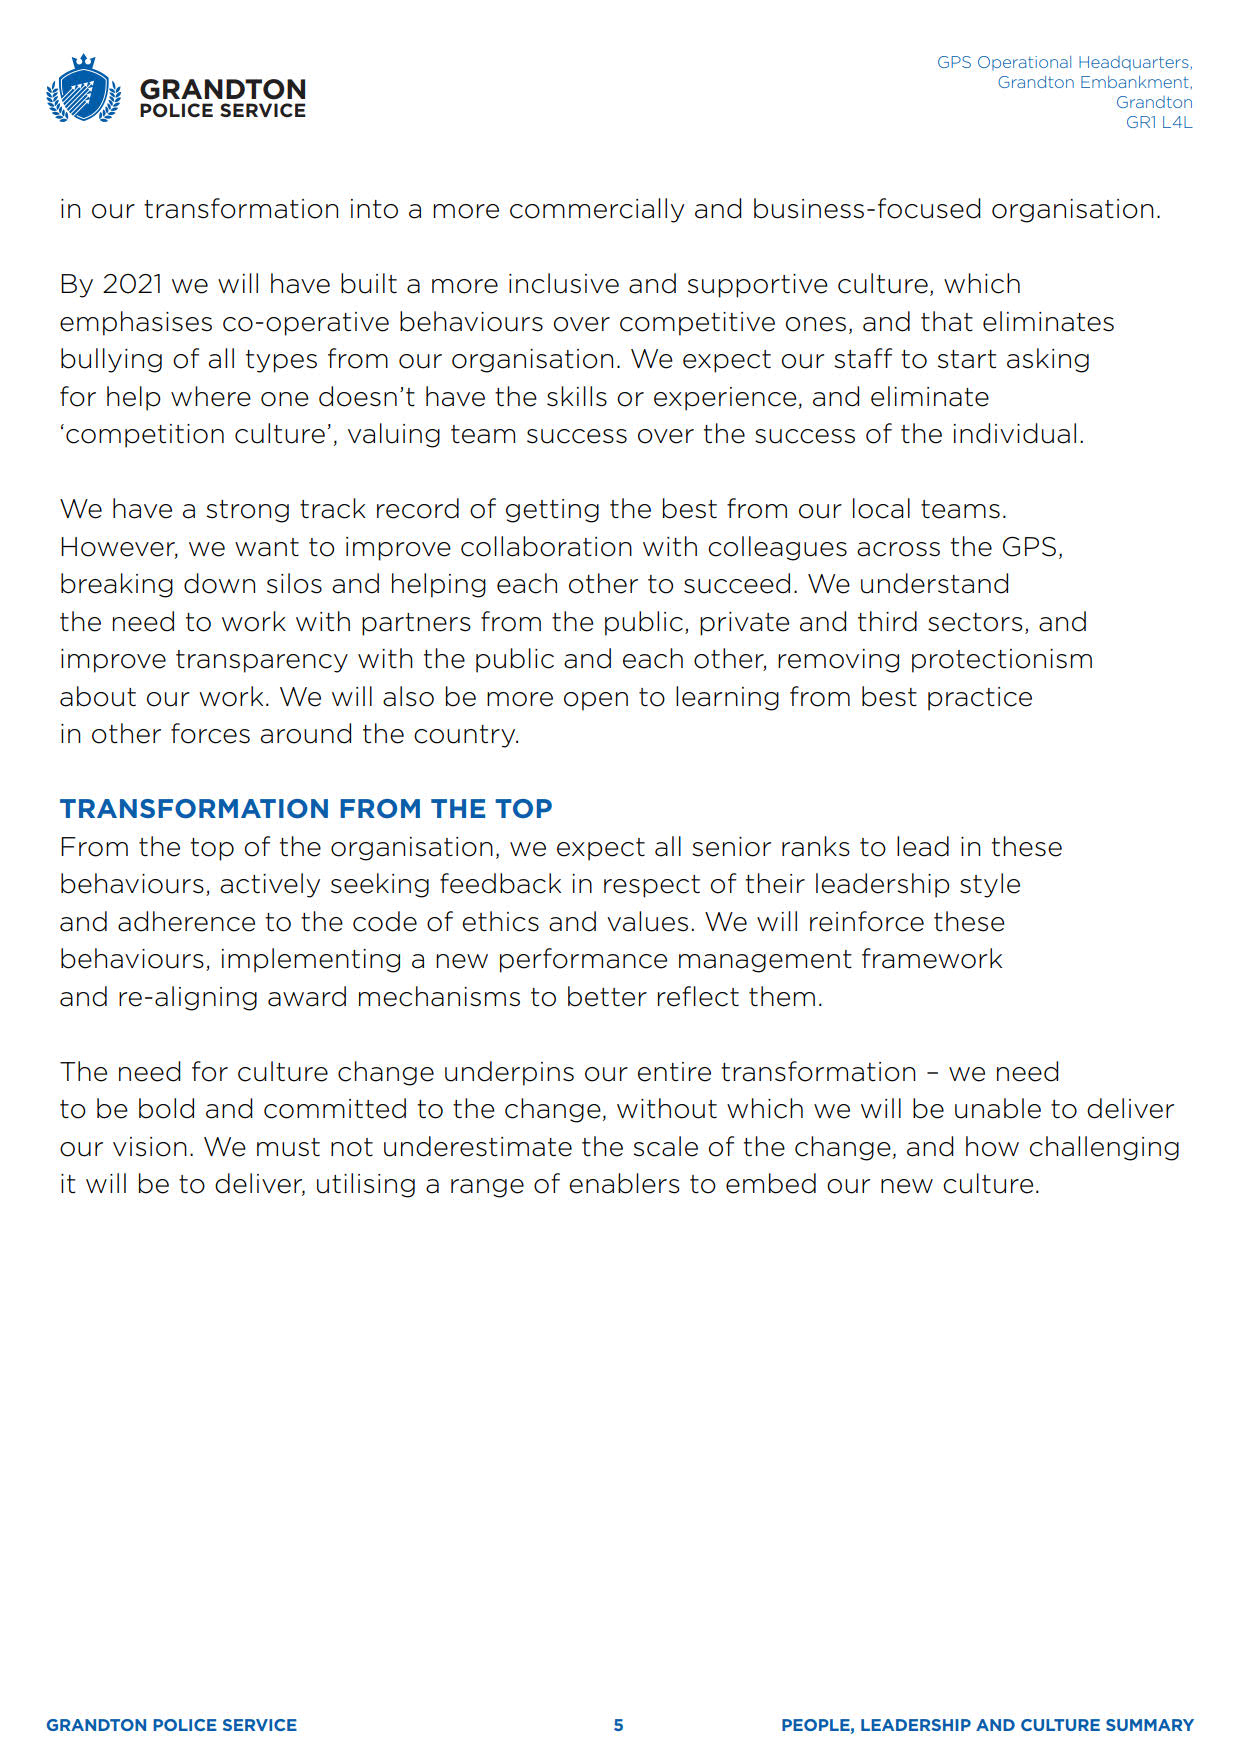 GRANDTON
POLICE SERVICE
GPS Operational Headquarters,
Grandton Embankment,
Grandton
GR1 L4L
in our transformation into a more commercially and business-focused organisation.
By 2021 we will have built a more inclusive and supportive culture, which
emphasises co-operative behaviours over competitive ones, and that eliminates
bullying of all types from our organisation. We expect our staff to start asking
for help where one doesn’t have the skills or experience, and eliminate
‘competition culture’, valuing team success over the success of the individual.
We have a strong track record of getting the best from our local teams.
However, we want to improve collaboration with colleagues across the GPS,
breaking down silos and helping each other to succeed. We understand
the need to work with partners from the public, private and third sectors, and
improve transparency with the public and each other, removing protectionism
about our work. We will also be more open to learning from best practice
in other forces around the country.
TRANSFORMATION FROM THE TOP
From the top of the organisation, we expect all senior ranks to lead in these
behaviours, actively seeking feedback in respect of their leadership style
and adherence to the code of ethics and values. We will reinforce these
behaviours, implementing a new performance management framework
and re-aligning award mechanisms to better reflect them.
The need for culture change underpins our entire transformation – we need
to be bold and committed to the change, without which we will be unable to deliver
our vision. We must not underestimate the scale of the change, and how challenging
it will be to deliver, utilising a range of enablers to embed our new culture.
GRANDTON POLICE SERVICE
5
PEOPLE, LEADERSHIP AND CULTURE SUMMARY